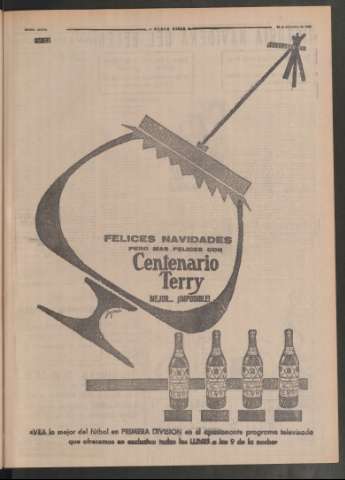 FELICES NAVIDADES
PERO MAS FELICES CON
Centenario
Terry
MEJOR... ¡IMPOSIBLE!
«VEA lo mejor del fútbol en PRIMERA DIVISION en el apasionante programa televisado
que ofrecemos en exclusiva todos los LUNES a las 9 de la noche»